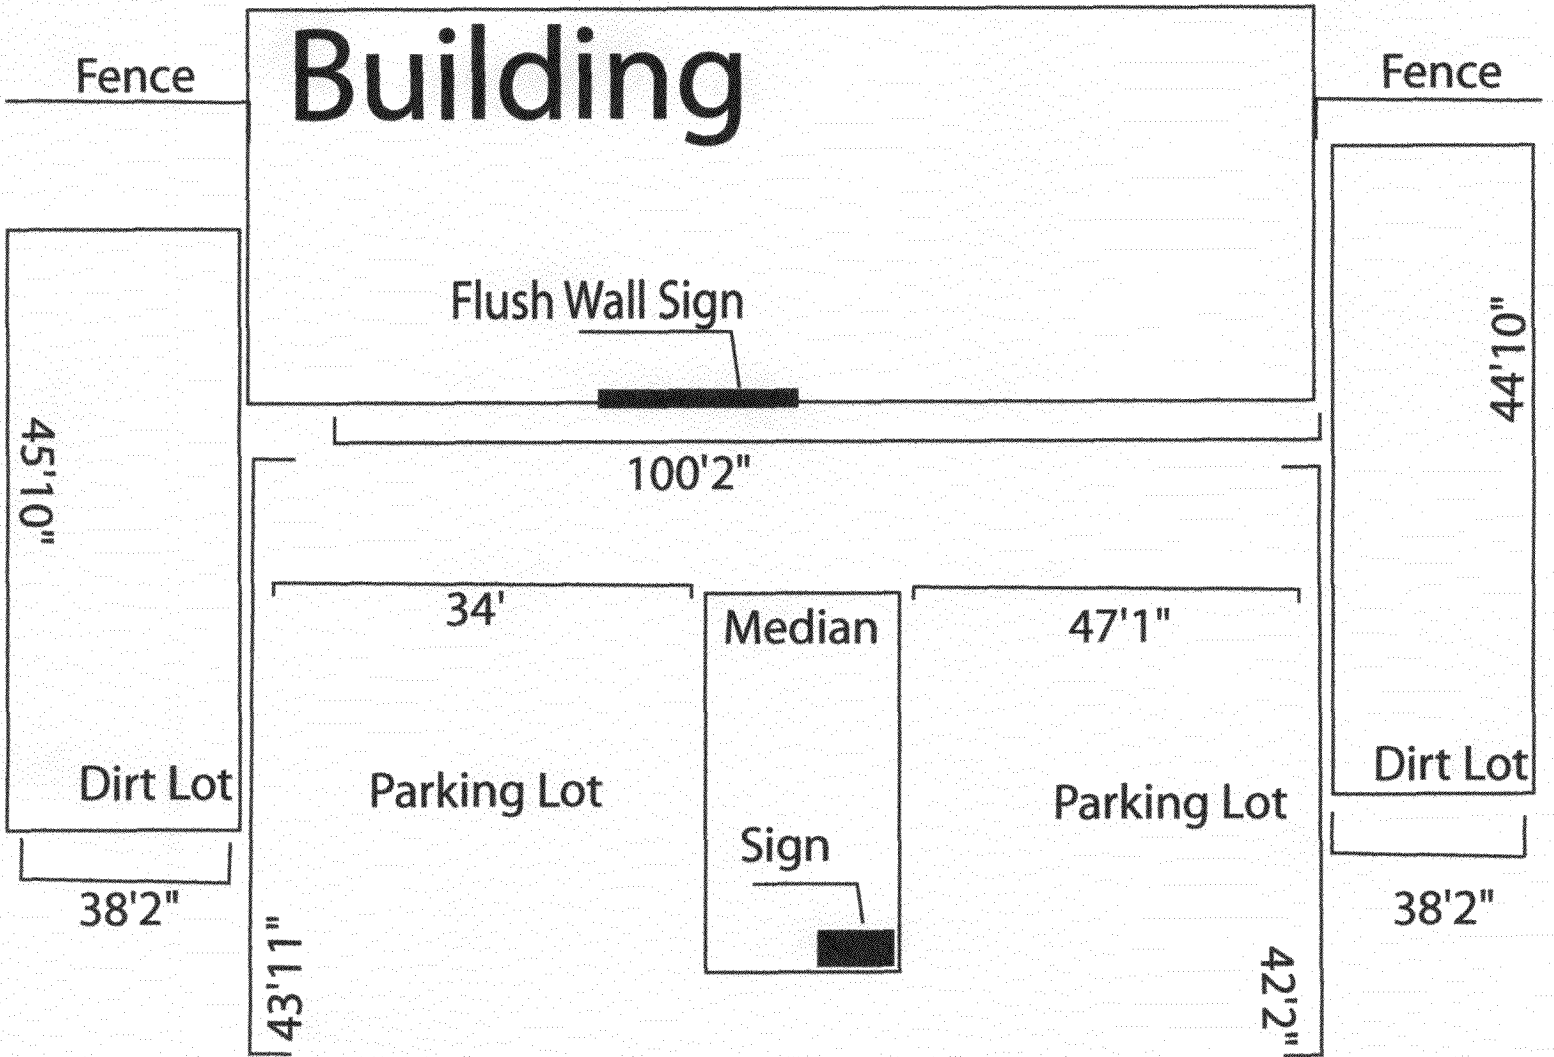 Building
Fence
Fence
Flush Wall Sign
44'10"
45'10"
100'2"
34'
Median
47'1"
Dirt Lot
Parking Lot
Parking Lot
Dirt Lot
Sign
38'2"
38'2"
43'11"
42'2"